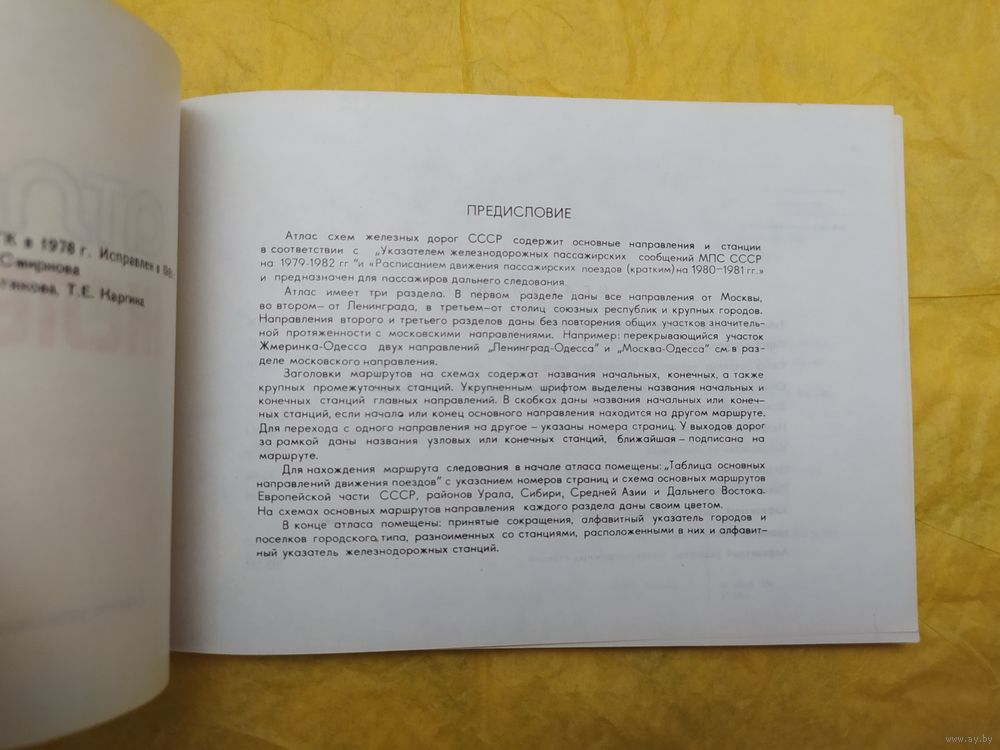 ПРЕДИСЛОВИЕ
Атлас схем железных дорог СССР содержит основные направления и станции
в соответствии с „Указателем железнодорожных пассажирских сообщений МПС СССР
на 1979-1982 гг "и «Расписанием движения пассажирских поездов (кратким) на 1980-1981 гг.»
и предназначен для пассажиров дальнего следования.
Атлас имеет три раздела. В первом разделе даны все направления от Москвы,
во втором- от Ленинграда, в третьем-от столиц союзных республик и крупных городов.
Направления второго и третьего разделов даны без повторения общих участков значитель-
ной протяженности с московскими направлениями. Например: перекрывающийся участок
Жмеринка-Одесса двух направлений „Ленинград-Одесса" и „Москва-Одесса" см. в раз-
деле московского направления.
Заголовки маршрутов на схемах содержат названия начальных, конечных, а также
крупных промежуточных станций. Укрупненным шрифтом выделены названия начальных и
конечных станций главных направлений. В скобках даны названия начальных или конеч-
ных станций, если начало или конец основного направления находится на другом маршруте.
Для перехода с одного направления на другое – указаны номера страниц. У выходов дорог
за рамкой даны названия узловых или конечных станций, ближайшая – подписана на
маршруте.
Для нахождения маршрута следования в начале атласа помещены: „Таблица основных
направлений движения поездов" с указанием номеров страниц и схема основных маршрутов
Европейской части СССР, районов Урала, Сибири, Средней Азии и Дальнего Востока.
На схемах основных маршрутов направления каждого раздела даны своим цветом.
В конце атласа помещены: принятые сокращения, алфавитный указатель городов и
поселков городского типа, разноименных со станциями, расположенными в них и алфавит-
ный указатель железнодорожных станций.
ГК в 1978 г. Исправлен в
Смирнова
Т.Е. Каргина
www.ay.by